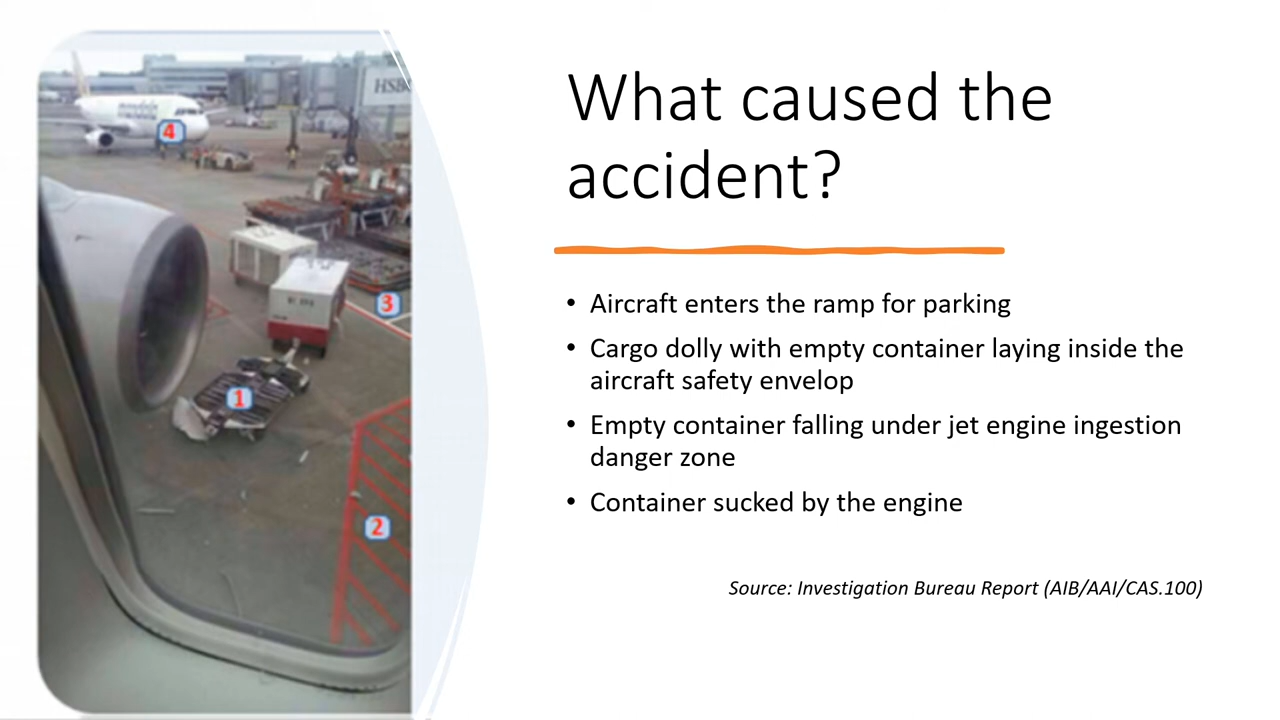 HSBC
4
3
1
2
What caused the
accident?
• Aircraft enters the ramp for parking
• Cargo dolly with empty container laying inside the
aircraft safety envelop
• Empty container falling under jet engine ingestion
danger zone
• Container sucked by the engine
Source: Investigation Bureau Report (AIB/AAI/CAS.100)